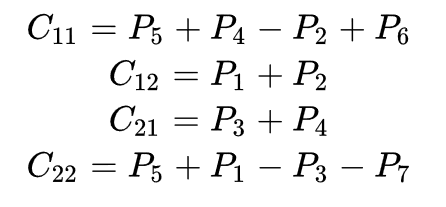 C₁₁ = P₅ + P₄ − P₂ + P₆
C₁₂ = P₁ + P₂
C₂₁ = P₃ + P₄
C₂₂ = P₅ + P₁ − P₃ − P₇